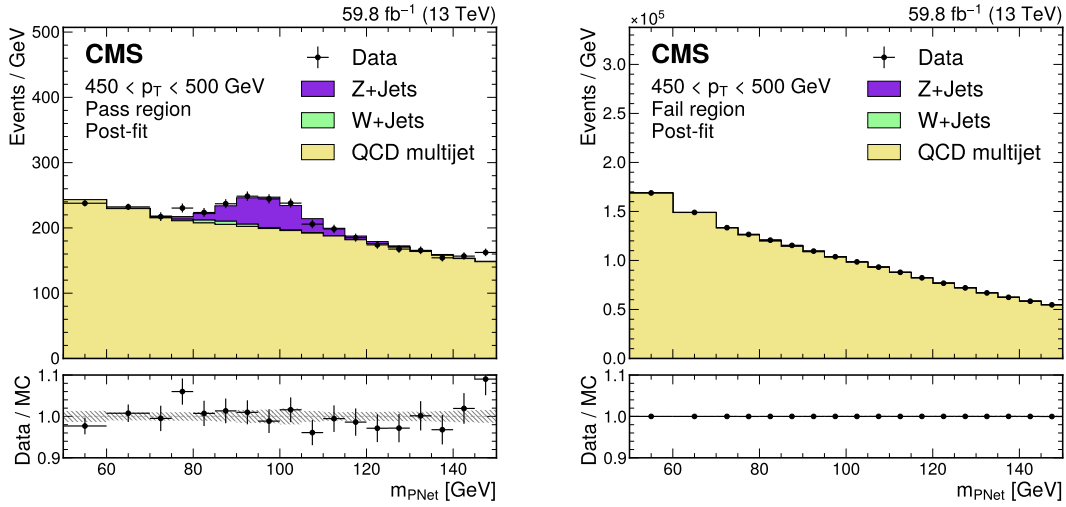 59.8 fb⁻¹ (13 TeV)
Events / GeV
500
400
300
200
100
0
CMS
450 < p_T < 500 GeV
Pass region
Post-fit
Data
Z+Jets
W+Jets
QCD multijet
Data / MC
1.1
1.0
0.9
60 80 100 120 140
m_PNet [GeV]
×10⁵
59.8 fb⁻¹ (13 TeV)
Events / GeV
3.0
2.5
2.0
1.5
1.0
0.5
0.0
CMS
450 < p_T < 500 GeV
Fail region
Post-fit
Data
Z+Jets
W+Jets
QCD multijet
Data / MC
1.1
1.0
0.9
60 80 100 120 140
m_PNet [GeV]